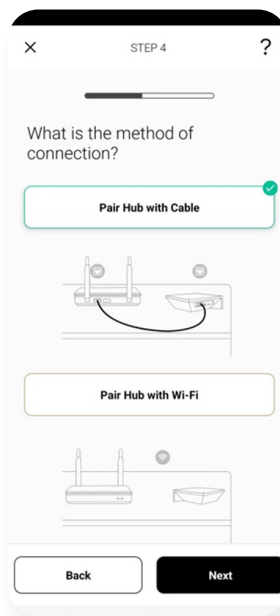 STEP 4
?
What is the method of
connection?
Pair Hub with Cable
Pair Hub with Wi-Fi
Back
Next